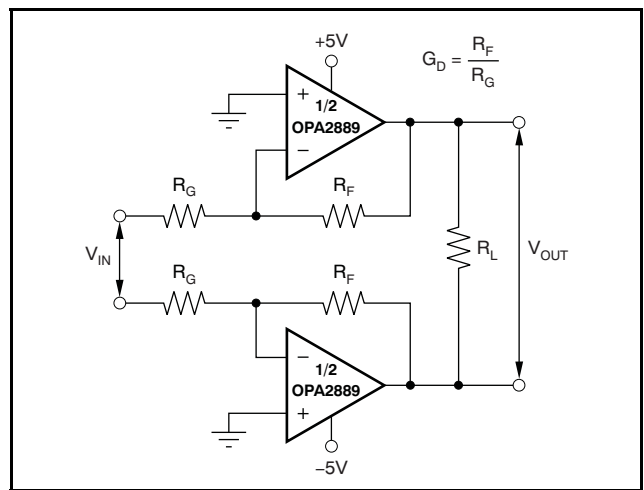 +5V
G_D = R_F / R_G
+
1/2
OPA2889
−
R_G
R_F
V_IN
R_L
V_OUT
R_G
R_F
−
1/2
OPA2889
+
−5V